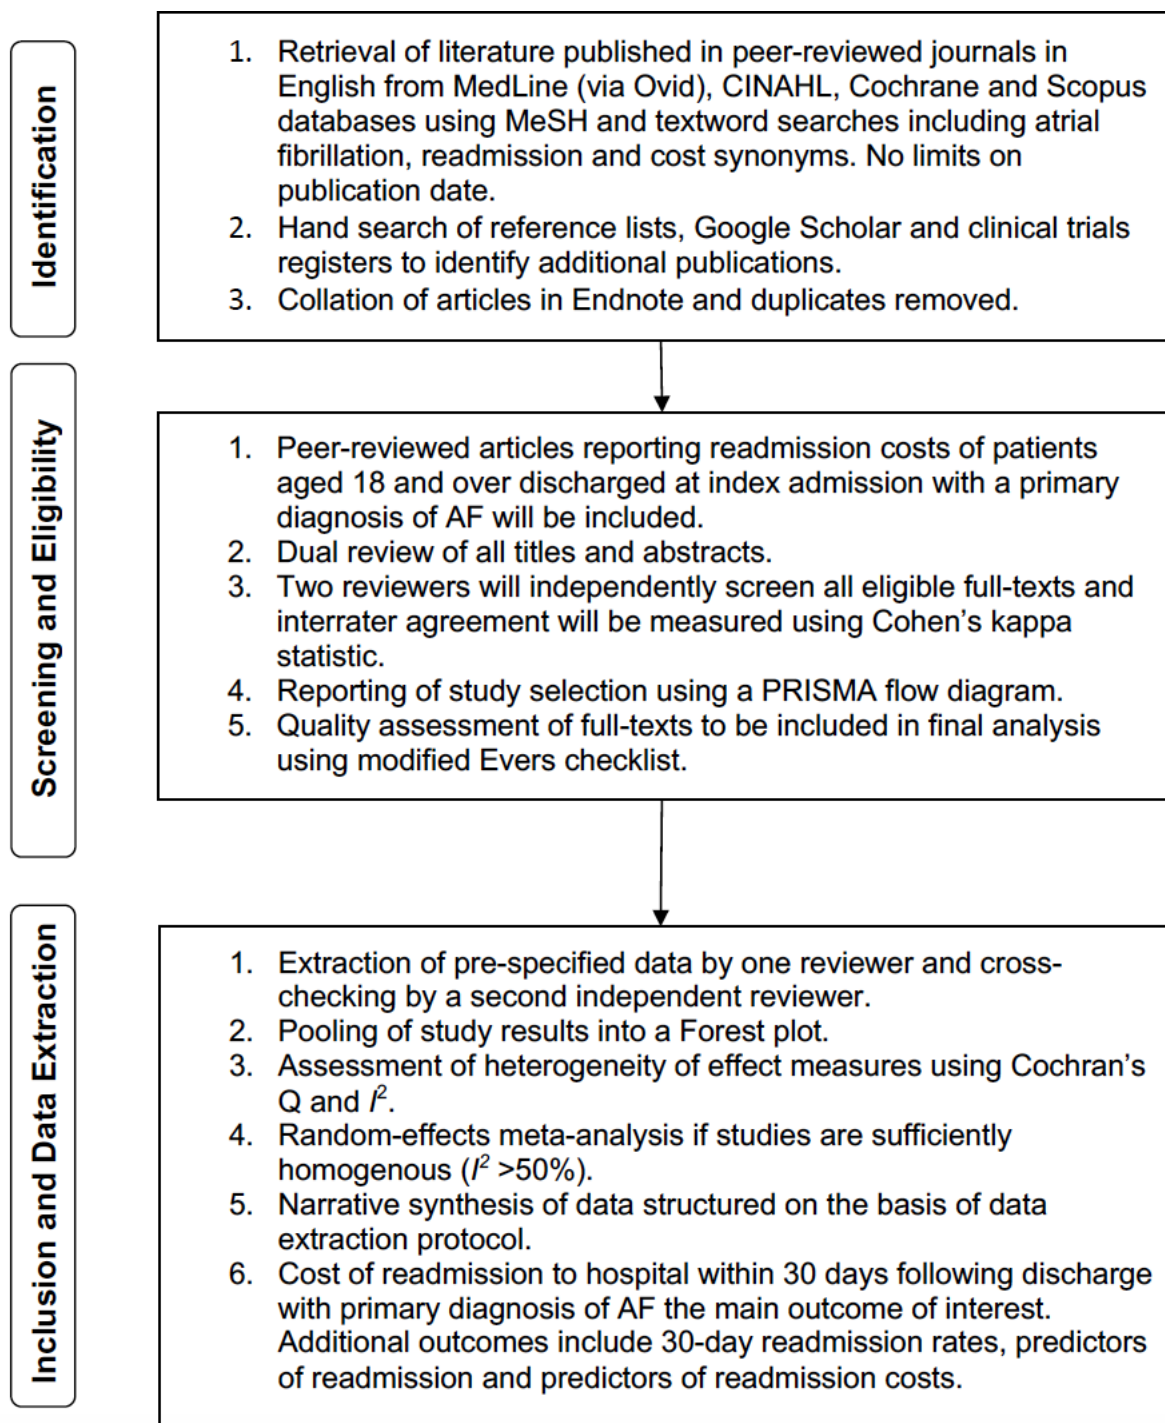 Identification
1. Retrieval of literature published in peer-reviewed journals in
English from MedLine (via Ovid), CINAHL, Cochrane and Scopus
databases using MeSH and textword searches including atrial
fibrillation, readmission and cost synonyms. No limits on
publication date.
2. Hand search of reference lists, Google Scholar and clinical trials
registers to identify additional publications.
3. Collation of articles in Endnote and duplicates removed.
Screening and Eligibility
1. Peer-reviewed articles reporting readmission costs of patients
aged 18 and over discharged at index admission with a primary
diagnosis of AF will be included.
2. Dual review of all titles and abstracts.
3. Two reviewers will independently screen all eligible full-texts and
interrater agreement will be measured using Cohen’s kappa
statistic.
4. Reporting of study selection using a PRISMA flow diagram.
5. Quality assessment of full-texts to be included in final analysis
using modified Evers checklist.
Inclusion and Data Extraction
1. Extraction of pre-specified data by one reviewer and cross-
checking by a second independent reviewer.
2. Pooling of study results into a Forest plot.
3. Assessment of heterogeneity of effect measures using Cochran’s
Q and I².
4. Random-effects meta-analysis if studies are sufficiently
homogenous (I² >50%).
5. Narrative synthesis of data structured on the basis of data
extraction protocol.
6. Cost of readmission to hospital within 30 days following discharge
with primary diagnosis of AF the main outcome of interest.
Additional outcomes include 30-day readmission rates, predictors
of readmission and predictors of readmission costs.